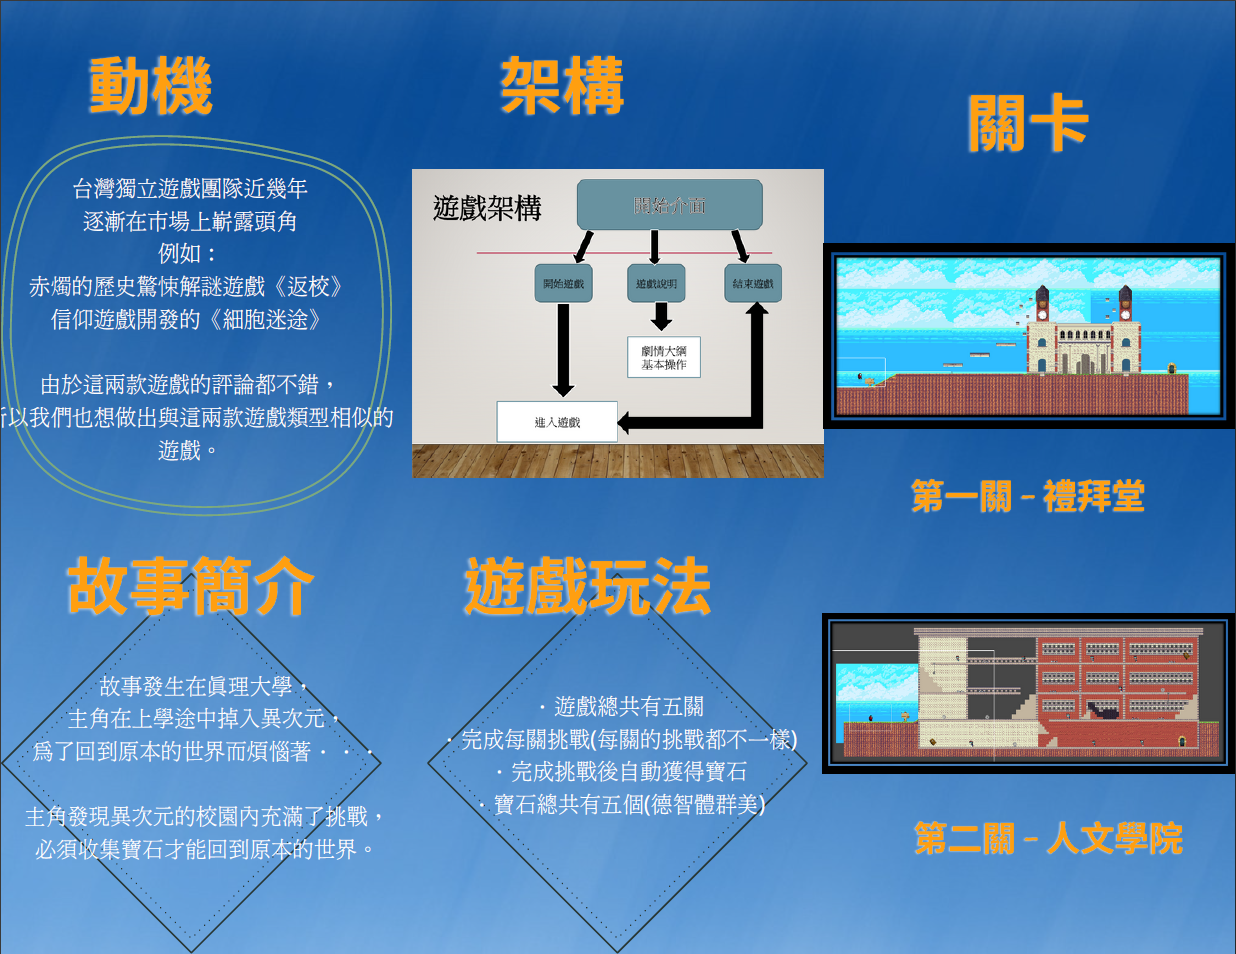 動機
台灣獨立遊戲團隊近幾年
逐漸在市場上嶄露頭角
例如：
赤燭的歷史驚悚解謎遊戲《返校》
信仰遊戲開發的《細胞迷途》
由於這兩款遊戲的評論都不錯，
所以我們也想做出與這兩款遊戲類型相似的
遊戲。
架構
遊戲架構
開始介面
開始遊戲
遊戲說明
結束遊戲
劇情大綱
基本操作
進入遊戲
關卡
第一關－禮拜堂
故事簡介
故事發生在真理大學，
主角在上學途中掉入異次元，
為了回到原本的世界而煩惱著．．．
主角發現異次元的校園內充滿了挑戰，
必須收集寶石才能回到原本的世界。
遊戲玩法
．遊戲總共有五關
．完成每關挑戰(每關的挑戰都不一樣)
．完成挑戰後自動獲得寶石
．寶石總共有五個(德智體群美)
第二關－人文學院